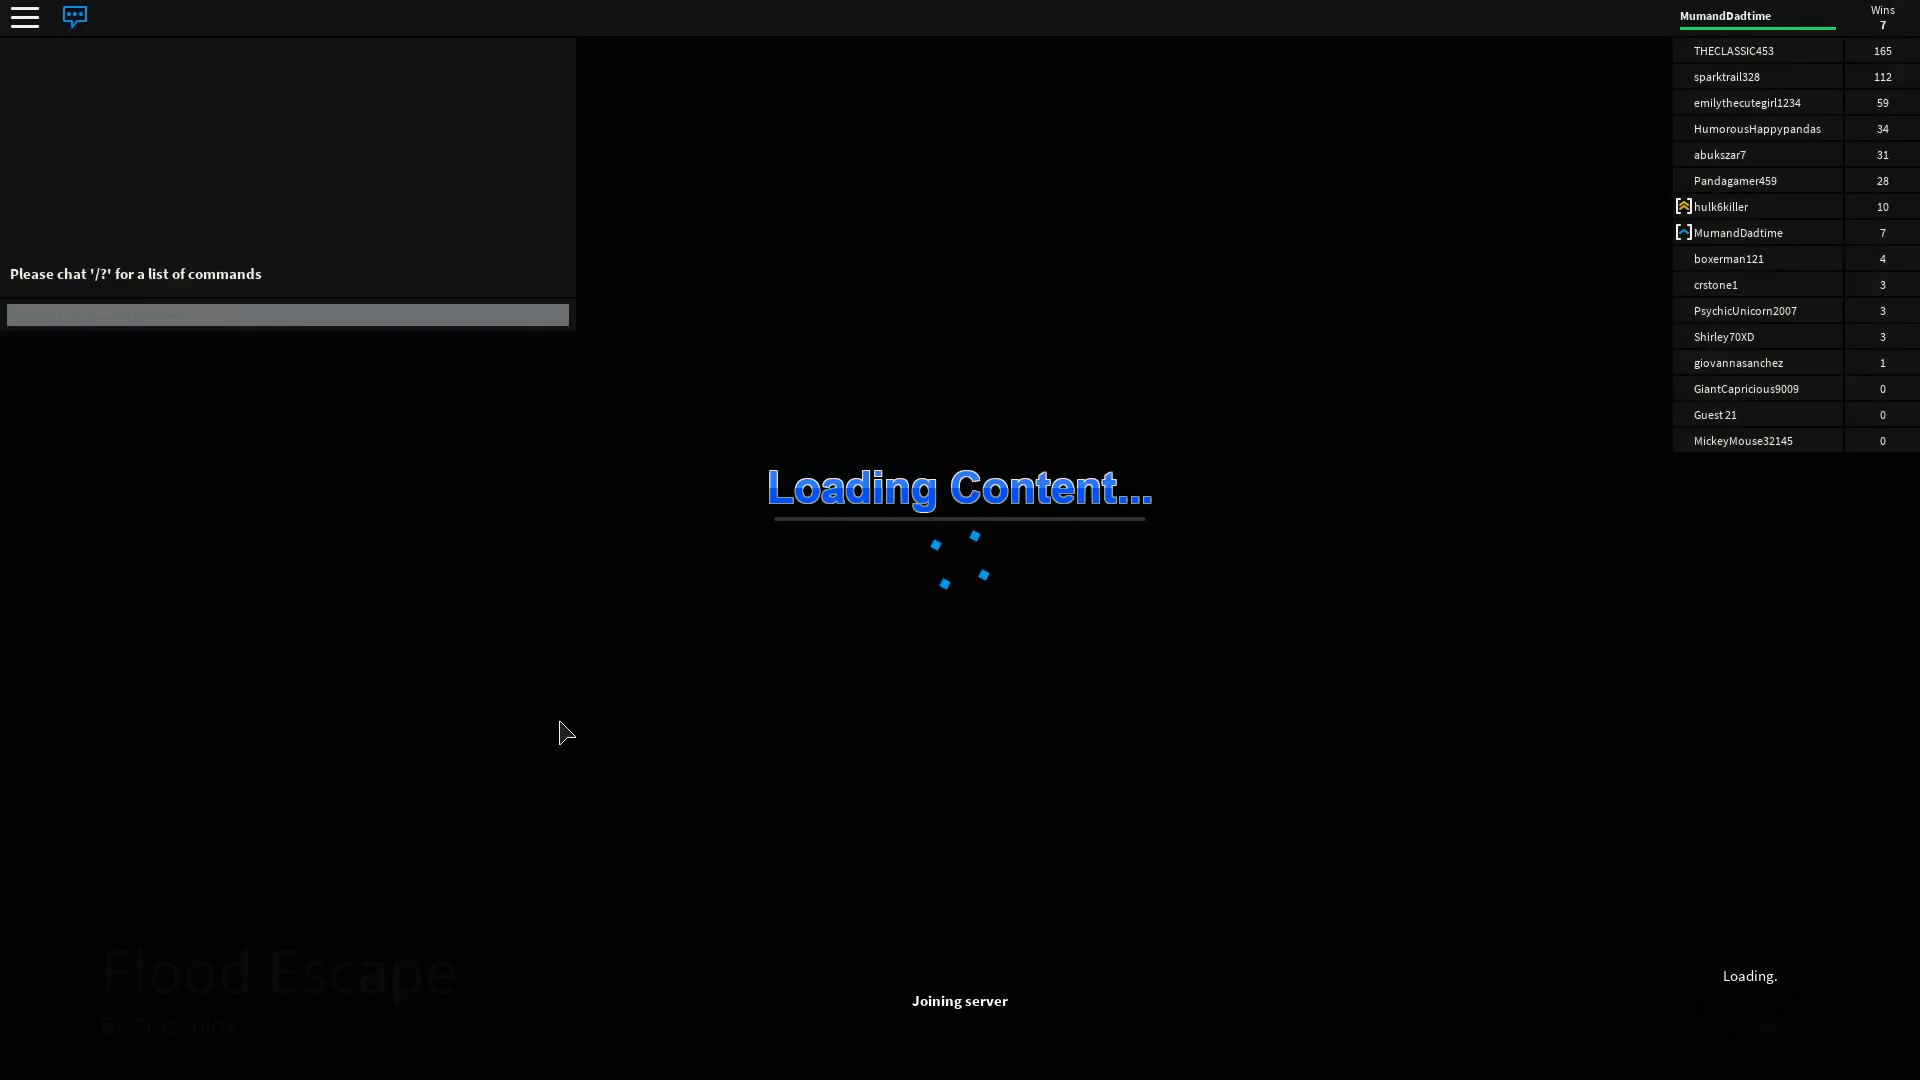 MumandDadtime
Wins
7
THECLASSIC453 165
sparktrail328 112
emilythecutegirl1234 59
HumorousHappypandas 34
abukszar7 31
Pandagamer459 28
hulk6killer 10
MumandDadtime 7
boxerman121 4
crstone1 3
PsychicUnicorn2007 3
Shirley70XD 3
giovannasanchez 1
GiantCapricious9009 0
Guest 21 0
MickeyMouse32145 0
Please chat '/?' for a list of commands
Loading Content...
Flood Escape
By
Joining server
Loading.